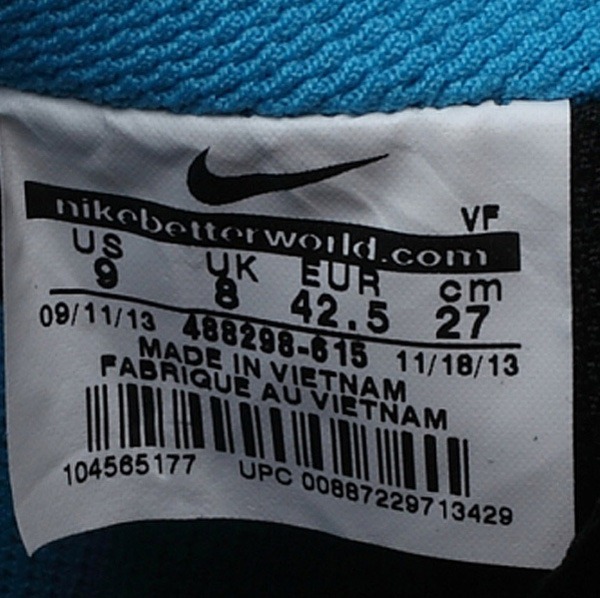 VF
nikebetterworld.com
US UK EUR cm
9 8 42.5 27
09/11/13 488298-615 11/18/13
MADE IN VIETNAM
FABRIQUE AU VIETNAM
104565177 UPC 00887229713429